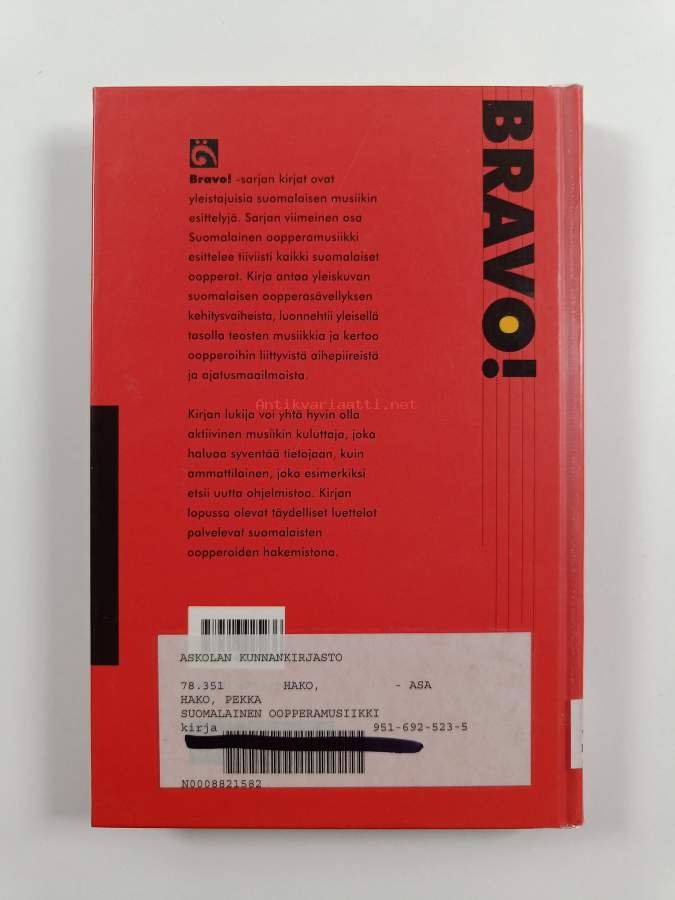 BRAVO!
Bravo! -sarjan kirjat ovat
yleistajuisia suomalaisen musiikin
esittelyjä. Sarjan viimeinen osa
Suomalainen oopperamusiikki
esittelee tiiviisti kaikki suomalaiset
oopperat. Kirja antaa yleiskuvan
suomalaisen oopperasävellyksen
kehitysvaiheista, luonnehtii yleisellä
tasolla teosten musiikkia ja kertoo
oopperoihin liittyvistä aihepiireistä
ja ajatusmaailmoista.
Antikvariaatti.net
Kirjan lukija voi yhtä hyvin olla
aktiivinen musiikin kuluttaja, joka
haluaa syventää tietojaan, kuin
ammattilainen, joka esimerkiksi
etsii uutta ohjelmistoa. Kirjan
lopussa olevat täydelliset luettelot
palvelevat suomalaisten
oopperoiden hakemistona.
ASKOLAN KUNNANKIRJASTO
78.351 HAKO, - ASA
HAKO, PEKKA
SUOMALAINEN OOPPERAMUSIIKKI
kirja 951-692-523-5
N0008821582